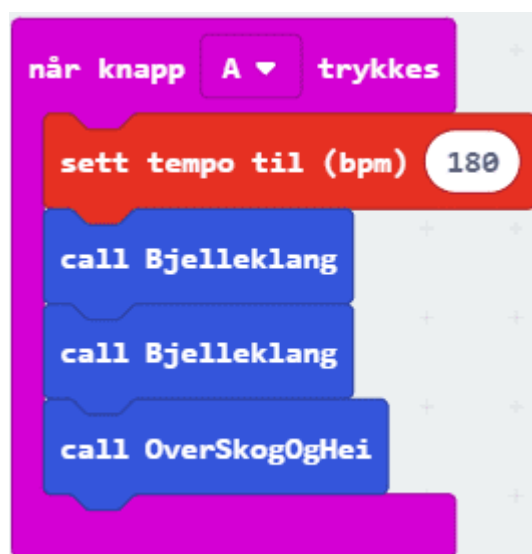 når knapp A trykkes
sett tempo til (bpm) 180
call Bjelleklang
call Bjelleklang
call OverSkogOgHei